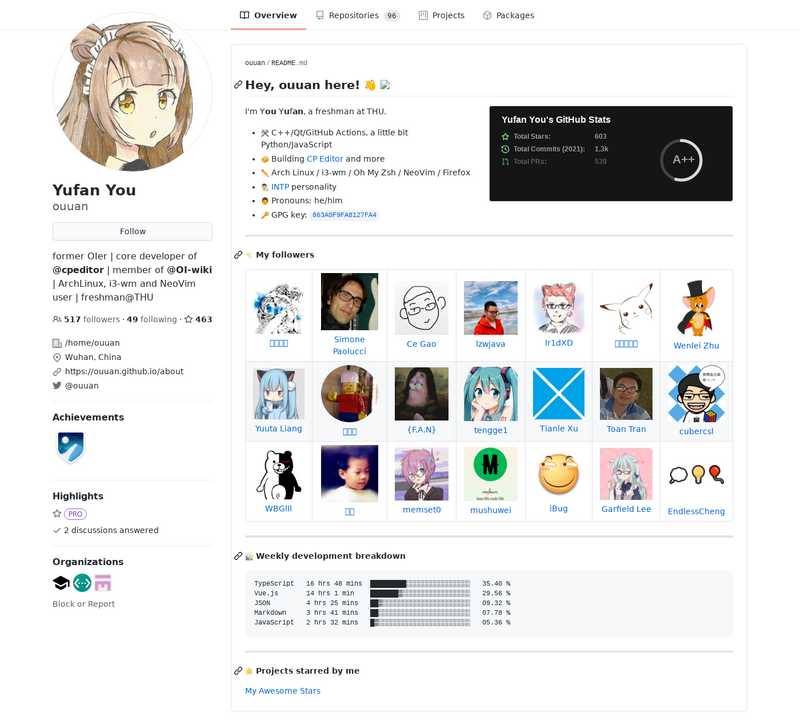 Overview
Repositories 96
Projects
Packages
Yufan You
ouuan
Follow
former OIer | core developer of
@cpeditor | member of @OI-wiki
| ArchLinux, i3-wm and NeoVim
user | freshman@THU
517 followers · 49 following · 463
/home/ouuan
Wuhan, China
https://ouuan.github.io/about
@ouuan
Achievements
Highlights
PRO
2 discussions answered
Organizations
Block or Report
ouuan / README.md
Hey, ouuan here! 👋
I'm You Yufan, a freshman at THU.
C++/Qt/GitHub Actions, a little bit
Python/JavaScript
Building CP Editor and more
Arch Linux / i3-wm / Oh My Zsh / NeoVim / Firefox
INTP personality
Pronouns: he/him
GPG key: 863A0F9FA8127FA4
Yufan You's GitHub Stats
Total Stars: 603
Total Commits (2021): 1.3k
Total PRs: 539
A++
My followers
Simone
Paolucci
Ce Gao
lzwjava
lr1dXD
Wenlei Zhu
Yuuta Liang
{F.A.N}
tengge1
Tianle Xu
Toan Tran
cubercsl
WBGlIl
memset0
mushuwei
iBug
Garfield Lee
EndlessCheng
Weekly development breakdown
TypeScript 16 hrs 48 mins 35.40 %
Vue.js 14 hrs 1 min 29.56 %
JSON 4 hrs 25 mins 09.32 %
Markdown 3 hrs 41 mins 07.78 %
JavaScript 2 hrs 32 mins 05.36 %
Projects starred by me
My Awesome Stars